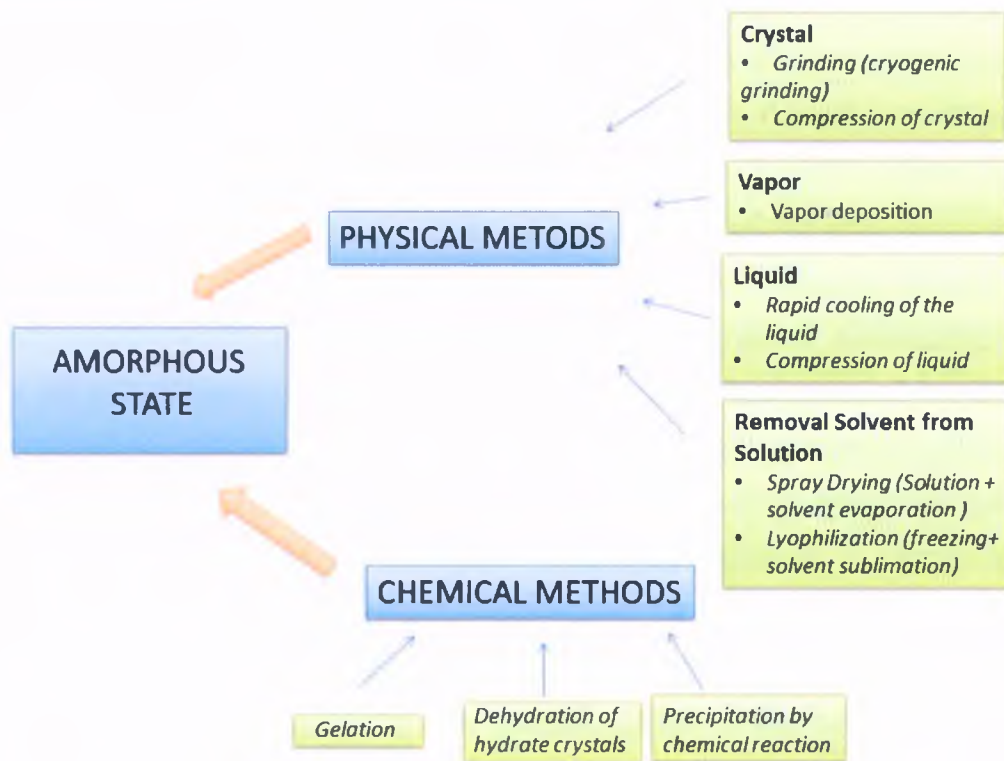 Crystal
• Grinding (cryogenic
grinding)
• Compression of crystal
Vapor
• Vapor deposition
PHYSICAL METODS
Liquid
• Rapid cooling of the
liquid
• Compression of liquid
AMORPHOUS
STATE
Removal Solvent from
Solution
• Spray Drying (Solution +
solvent evaporation )
• Lyophilization (freezing+
solvent sublimation)
CHEMICAL METHODS
Gelation
Dehydration of
hydrate crystals
Precipitation by
chemical reaction